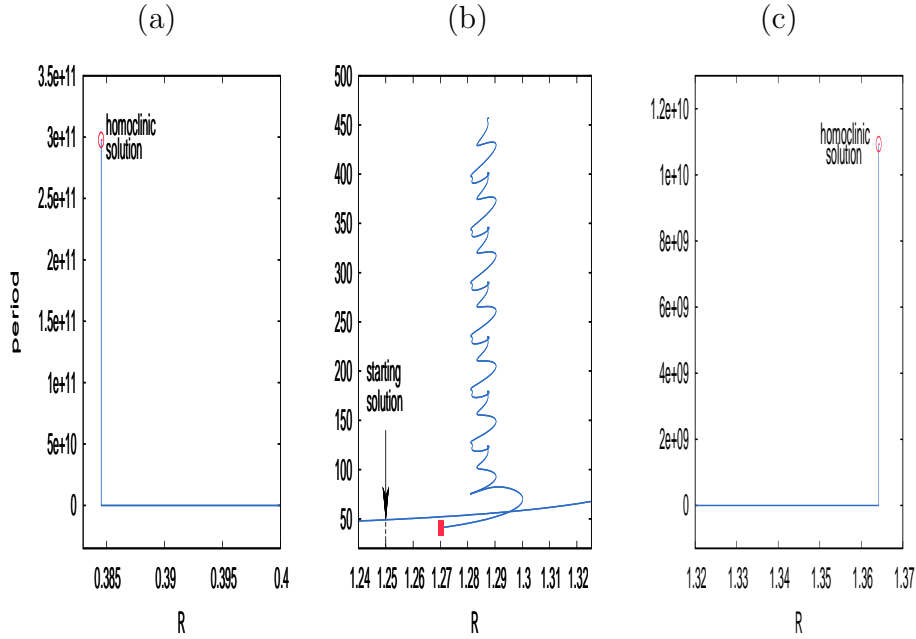 (a)
(b)
(c)
period
3.5e+11
3e+11
2.5e+11
2e+11
1.5e+11
1e+11
5e+10
0
homoclinic
solution
0.385
0.39
0.395
0.4
R
500
450
400
350
300
250
200
150
100
50
starting
solution
1.24
1.25
1.26
1.27
1.28
1.29
1.3
1.31
1.32
R
1.2e+10
1e+10
8e+09
6e+09
4e+09
2e+09
0
homoclinic
solution
1.32
1.33
1.34
1.35
1.36
1.37
R